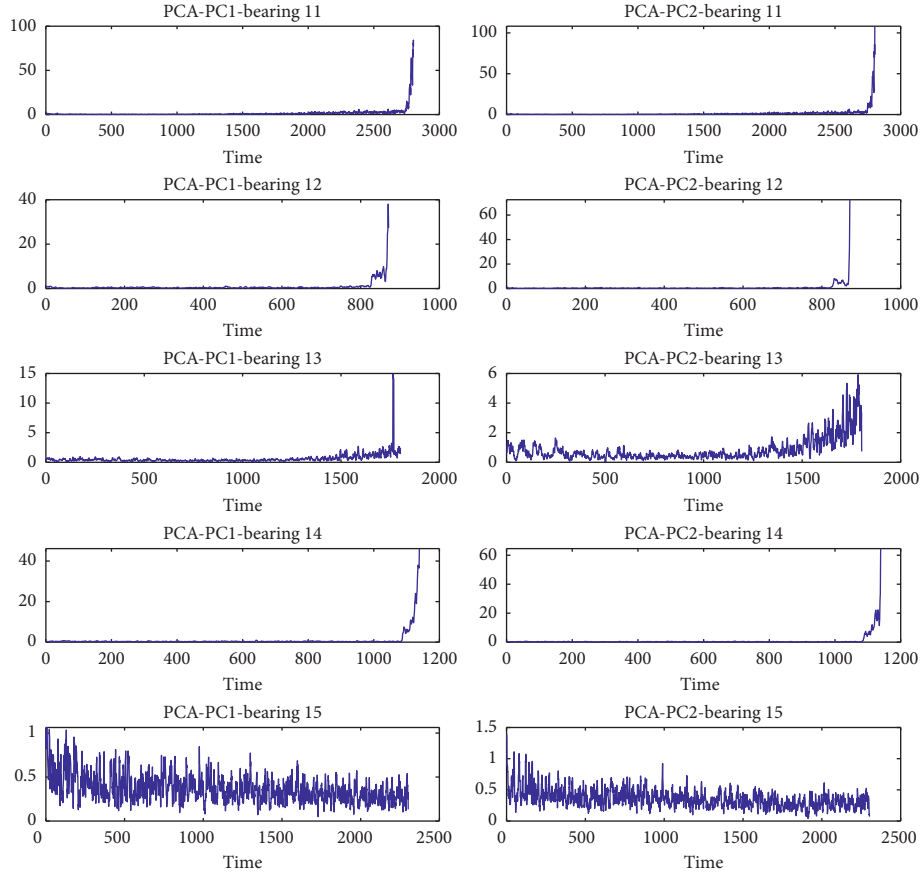 PCA-PC1-bearing 11
100
50
0
0 500 1000 1500 2000 2500 3000
Time
PCA-PC2-bearing 11
100
50
0
0 500 1000 1500 2000 2500 3000
Time
PCA-PC1-bearing 12
40
20
0
0 200 400 600 800 1000
Time
PCA-PC2-bearing 12
60
40
20
0
0 200 400 600 800 1000
Time
PCA-PC1-bearing 13
15
10
5
0
0 500 1000 1500 2000
Time
PCA-PC2-bearing 13
6
4
2
0
0 500 1000 1500 2000
Time
PCA-PC1-bearing 14
40
20
0
0 200 400 600 800 1000 1200
Time
PCA-PC2-bearing 14
60
40
20
0
0 200 400 600 800 1000 1200
Time
PCA-PC1-bearing 15
1
0.5
0
0 500 1000 1500 2000 2500
Time
PCA-PC2-bearing 15
1.5
1
0.5
0
0 500 1000 1500 2000 2500
Time